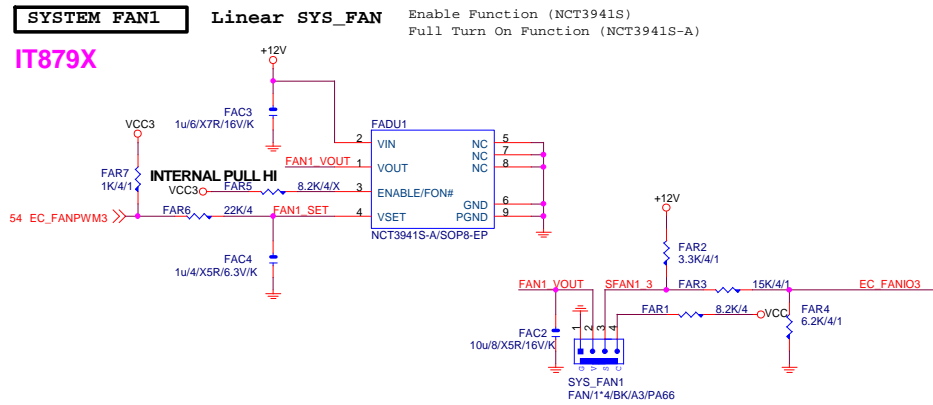 SYSTEM FAN1
Linear SYS_FAN
Enable Function (NCT3941S)
Full Turn On Function (NCT3941S-A)
IT879X
+12V
FAC3
1u/6/X7R/16V/K
VCC3
FAR7
1K/4/1
INTERNAL PULL HI
VCC3
FAR5
8.2K/4/X
54 EC_FANPWM3
FAR6
22K/4
FAN1_SET
FAN1_VOUT
FAC4
1u/4/X5R/6.3V/K
FADU1
2 VIN
1 VOUT
3 ENABLE/FON#
4 VSET
NC 5
NC 7
NC 8
GND 6
PGND 9
NCT3941S-A/SOP8-EP
+12V
FAR2
3.3K/4/1
FAN1_VOUT
SFAN1_3
FAR3
15K/4/1
EC_FANIO3
FAR1
8.2K/4
VCC
FAR4
6.2K/4/1
FAC2
10u/8/X5R/16V/K
1 2 3 4
G V S C
SYS_FAN1
FAN/1*4/BK/A3/PA66